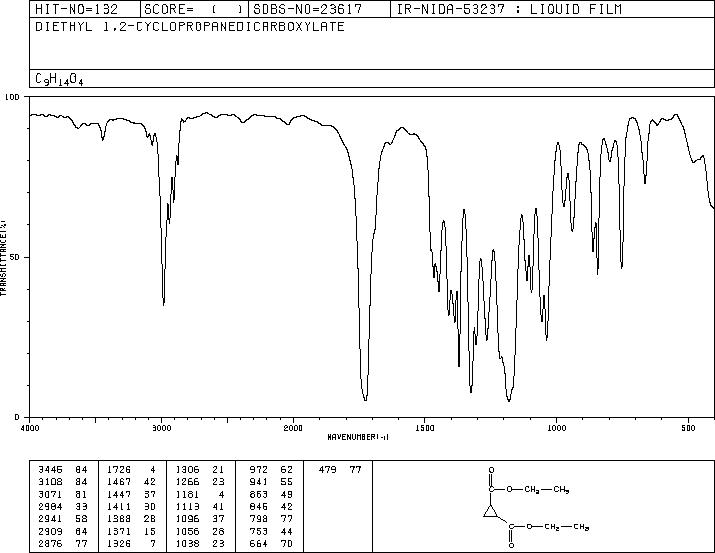 HIT-NO=132 SCORE= ( ) SDBS-NO=23617 IR-NIDA-53237 : LIQUID FILM
DIETHYL 1,2-CYCLOPROPANEDICARBOXYLATE
C9H14O4
100
TRANSMITTANCE(%)
50
0
4000 3000 2000 1500 1000 500
WAVENUMBER(-1)
3445 84 1726 4 1306 21 972 62 479 77
3108 84 1467 42 1266 23 941 55
3071 81 1447 37 1181 4 863 49
2984 33 1411 30 1113 41 845 42
2941 58 1388 28 1096 37 798 77
2909 64 1371 15 1056 28 753 44
2876 77 1326 7 1038 23 664 70
O
C—O—CH2—CH3
C—O—CH2—CH3
O